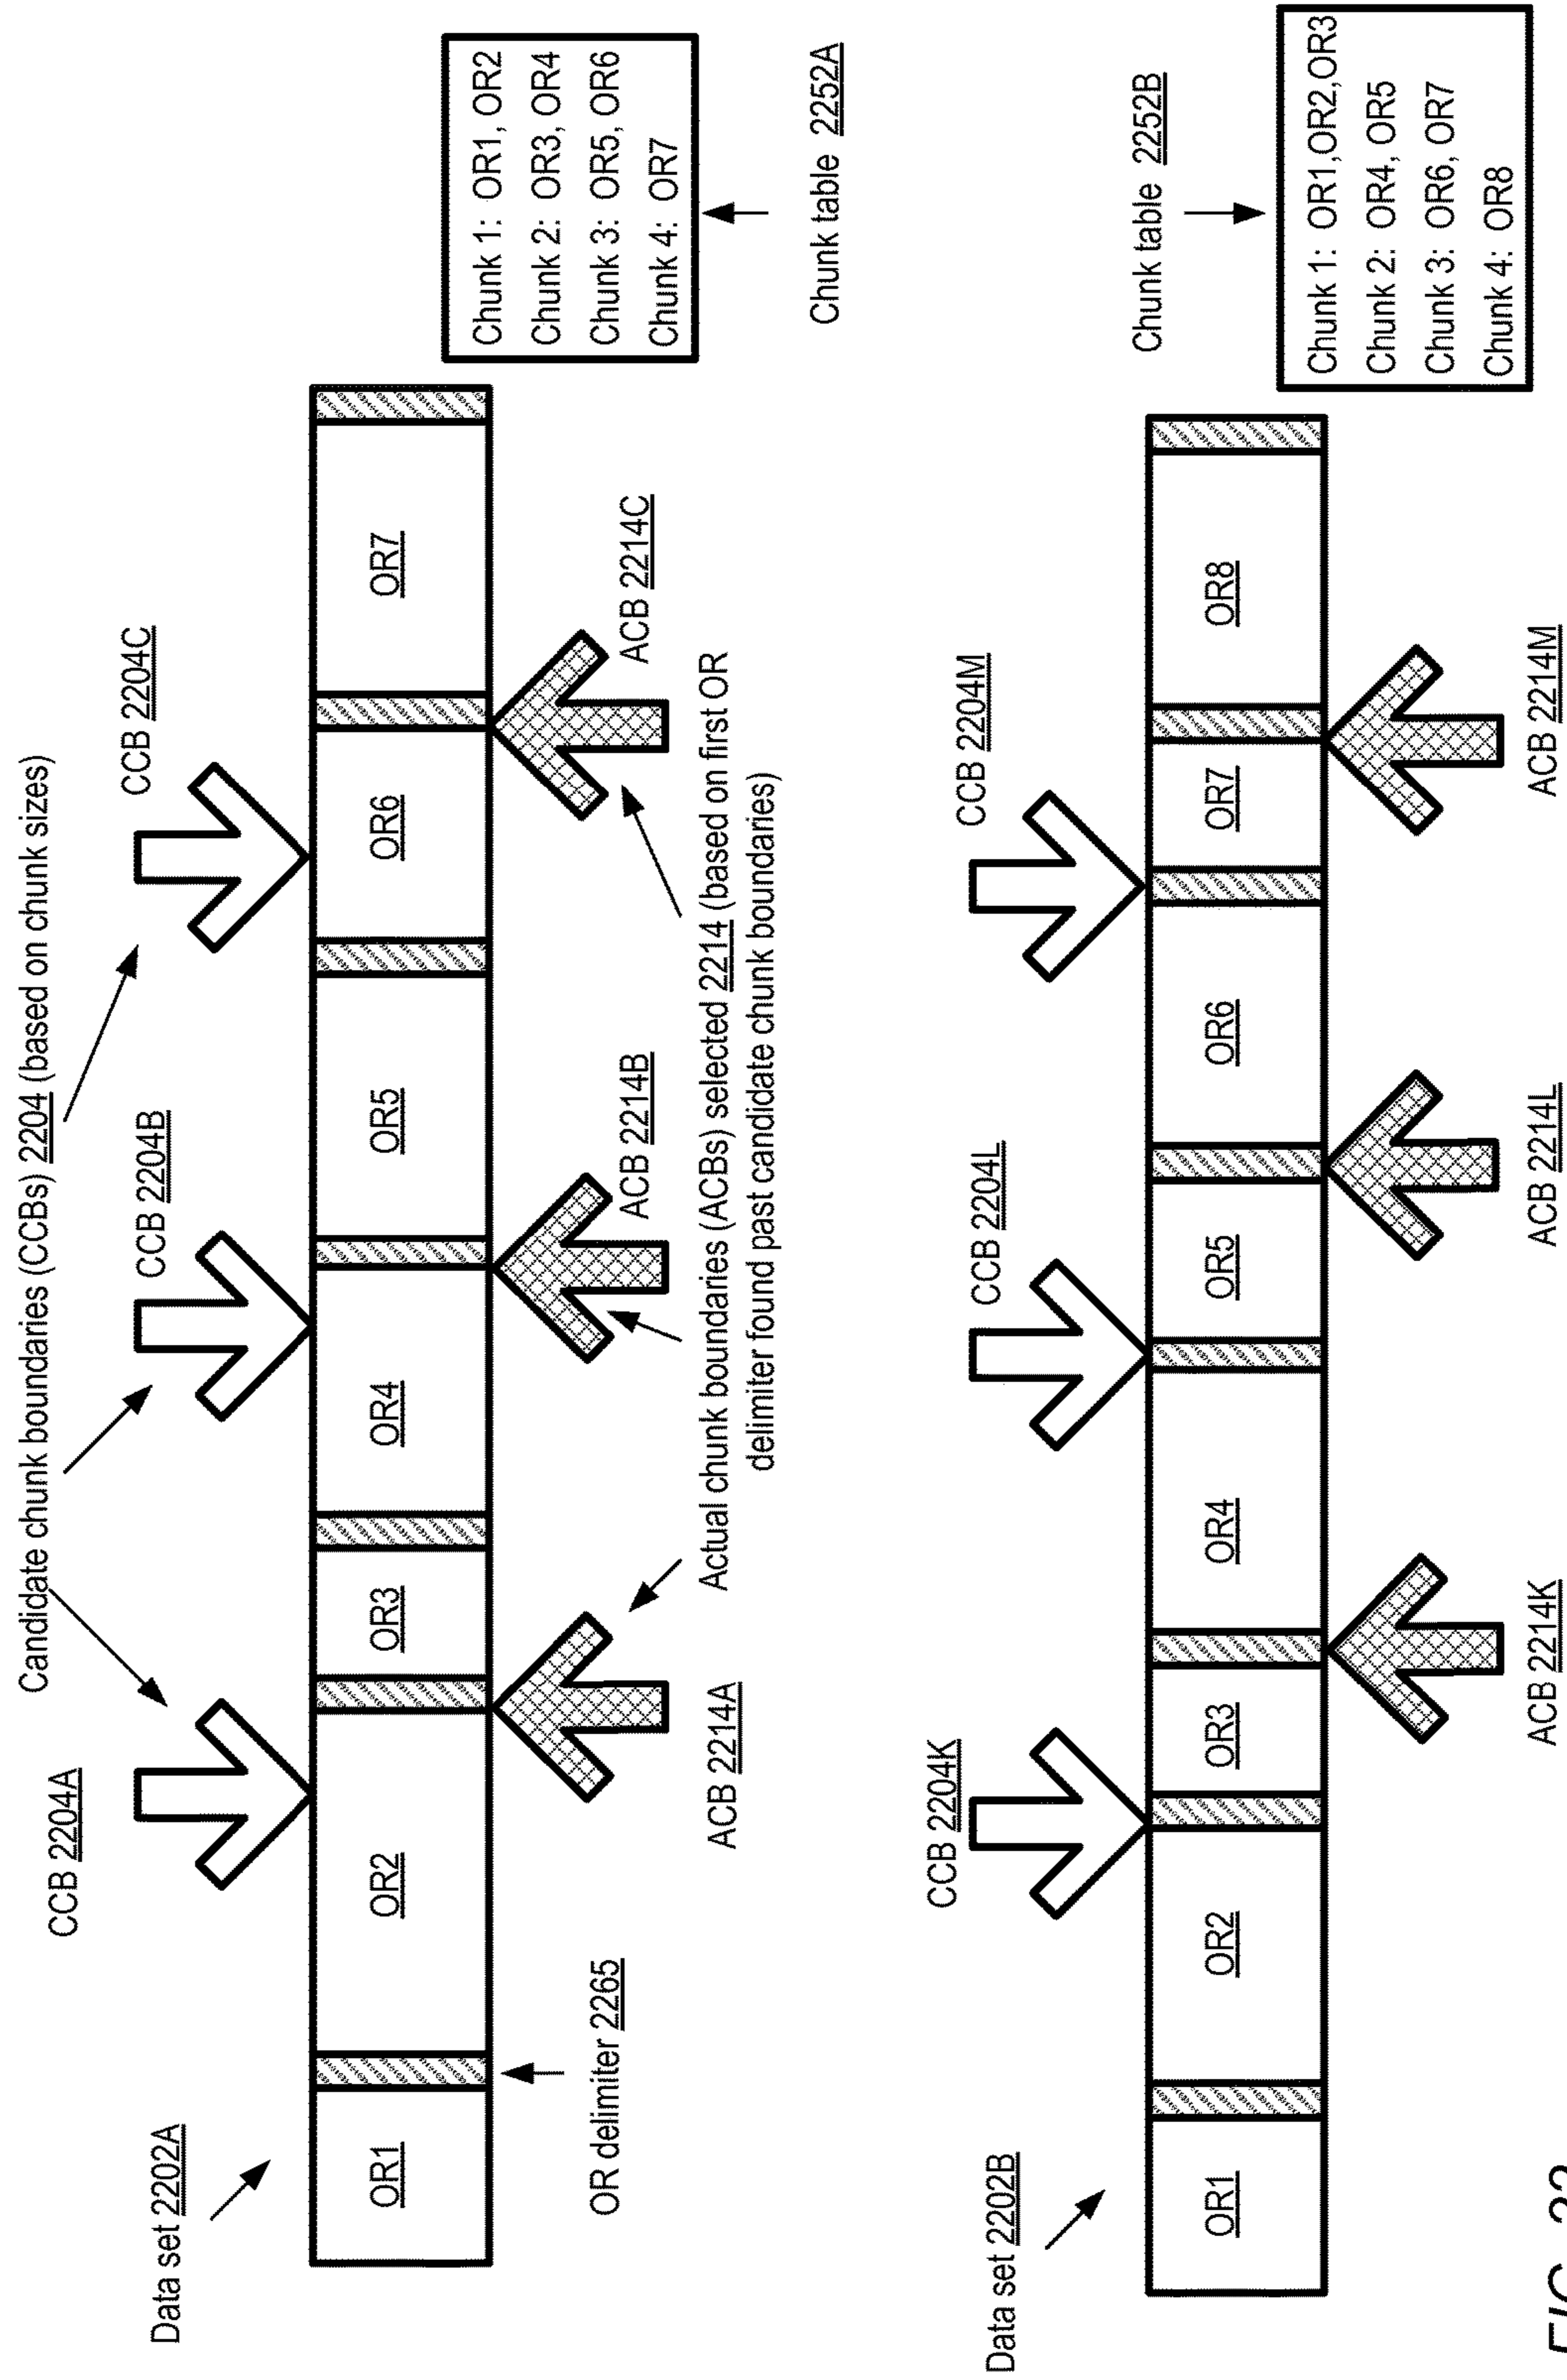 Candidate chunk boundaries (CCBs) 2204 (based on chunk sizes)
CCB 2204A
CCB 2204B
CCB 2204C
Data set 2202A
OR1
OR2
OR3
OR4
OR5
OR6
OR7
OR delimiter 2265
ACB 2214A
ACB 2214B
ACB 2214C
Actual chunk boundaries (ACBs) selected 2214 (based on first OR
delimiter found past candidate chunk boundaries)
Chunk 1: OR1, OR2
Chunk 2: OR3, OR4
Chunk 3: OR5, OR6
Chunk 4: OR7
Chunk table 2252A
CCB 2204K
CCB 2204L
CCB 2204M
Data set 2202B
OR1
OR2
OR3
OR4
OR5
OR6
OR7
OR8
ACB 2214K
ACB 2214L
ACB 2214M
Chunk table 2252B
Chunk 1: OR1,OR2,OR3
Chunk 2: OR4, OR5
Chunk 3: OR6, OR7
Chunk 4: OR8
FIG. 22